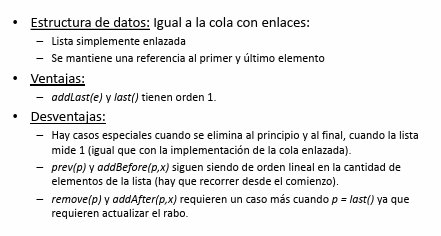 • Estructura de datos: Igual a la cola con enlaces:
– Lista simplemente enlazada
– Se mantiene una referencia al primer y último elemento
• Ventajas:
– addLast(e) y last() tienen orden 1.
• Desventajas:
– Hay casos especiales cuando se elimina al principio y al final, cuando la lista
mide 1 (igual que con la implementación de la cola enlazada).
– prev(p) y addBefore(p,x) siguen siendo de orden lineal en la cantidad de
elementos de la lista (hay que recorrer desde el comienzo).
– remove(p) y addAfter(p,x) requieren un caso más cuando p = last() ya que
requieren actualizar el rabo.